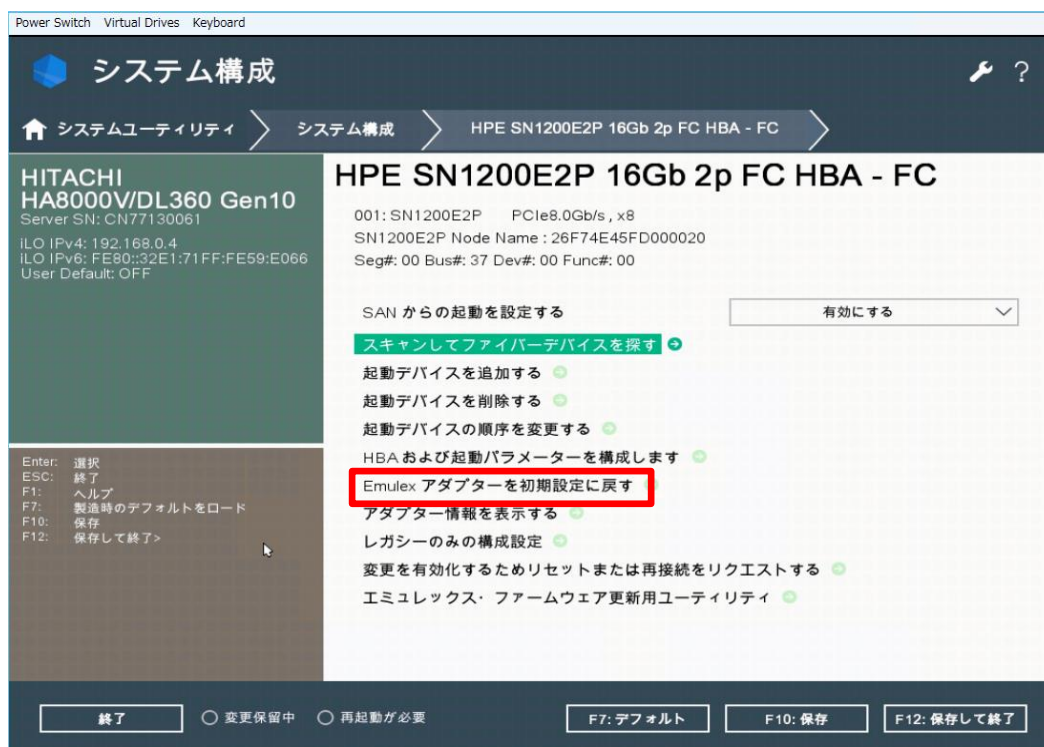 Power Switch Virtual Drives Keyboard
システム構成
?
システムユーティリティ
システム構成
HPE SN1200E2P 16Gb 2p FC HBA - FC
HITACHI
HA8000V/DL360 Gen10
Server SN: CN77130061
iLO IPv4: 192.168.0.4
iLO IPv6: FE80::32E1:71FF:FE59:E066
User Default: OFF
Enter: 選択
ESC: 終了
F1: ヘルプ
F7: 製造時のデフォルトをロード
F10: 保存
F12: 保存して終了>
HPE SN1200E2P 16Gb 2p FC HBA - FC
001: SN1200E2P PCIe8.0Gb/s , x8
SN1200E2P Node Name : 26F74E45FD000020
Seg#: 00 Bus#: 37 Dev#: 00 Func#: 00
SAN からの起動を設定する 有効にする
スキャンしてファイバーデバイスを探す
起動デバイスを追加する
起動デバイスを削除する
起動デバイスの順序を変更する
HBA および起動パラメーターを構成します
Emulex アダプターを初期設定に戻す
アダプター情報を表示する
レガシーのみの構成設定
変更を有効化するためリセットまたは再接続をリクエストする
エミュレックス・ファームウェア更新用ユーティリティ
終了 変更保留中 再起動が必要 F7: デフォルト F10: 保存 F12: 保存して終了